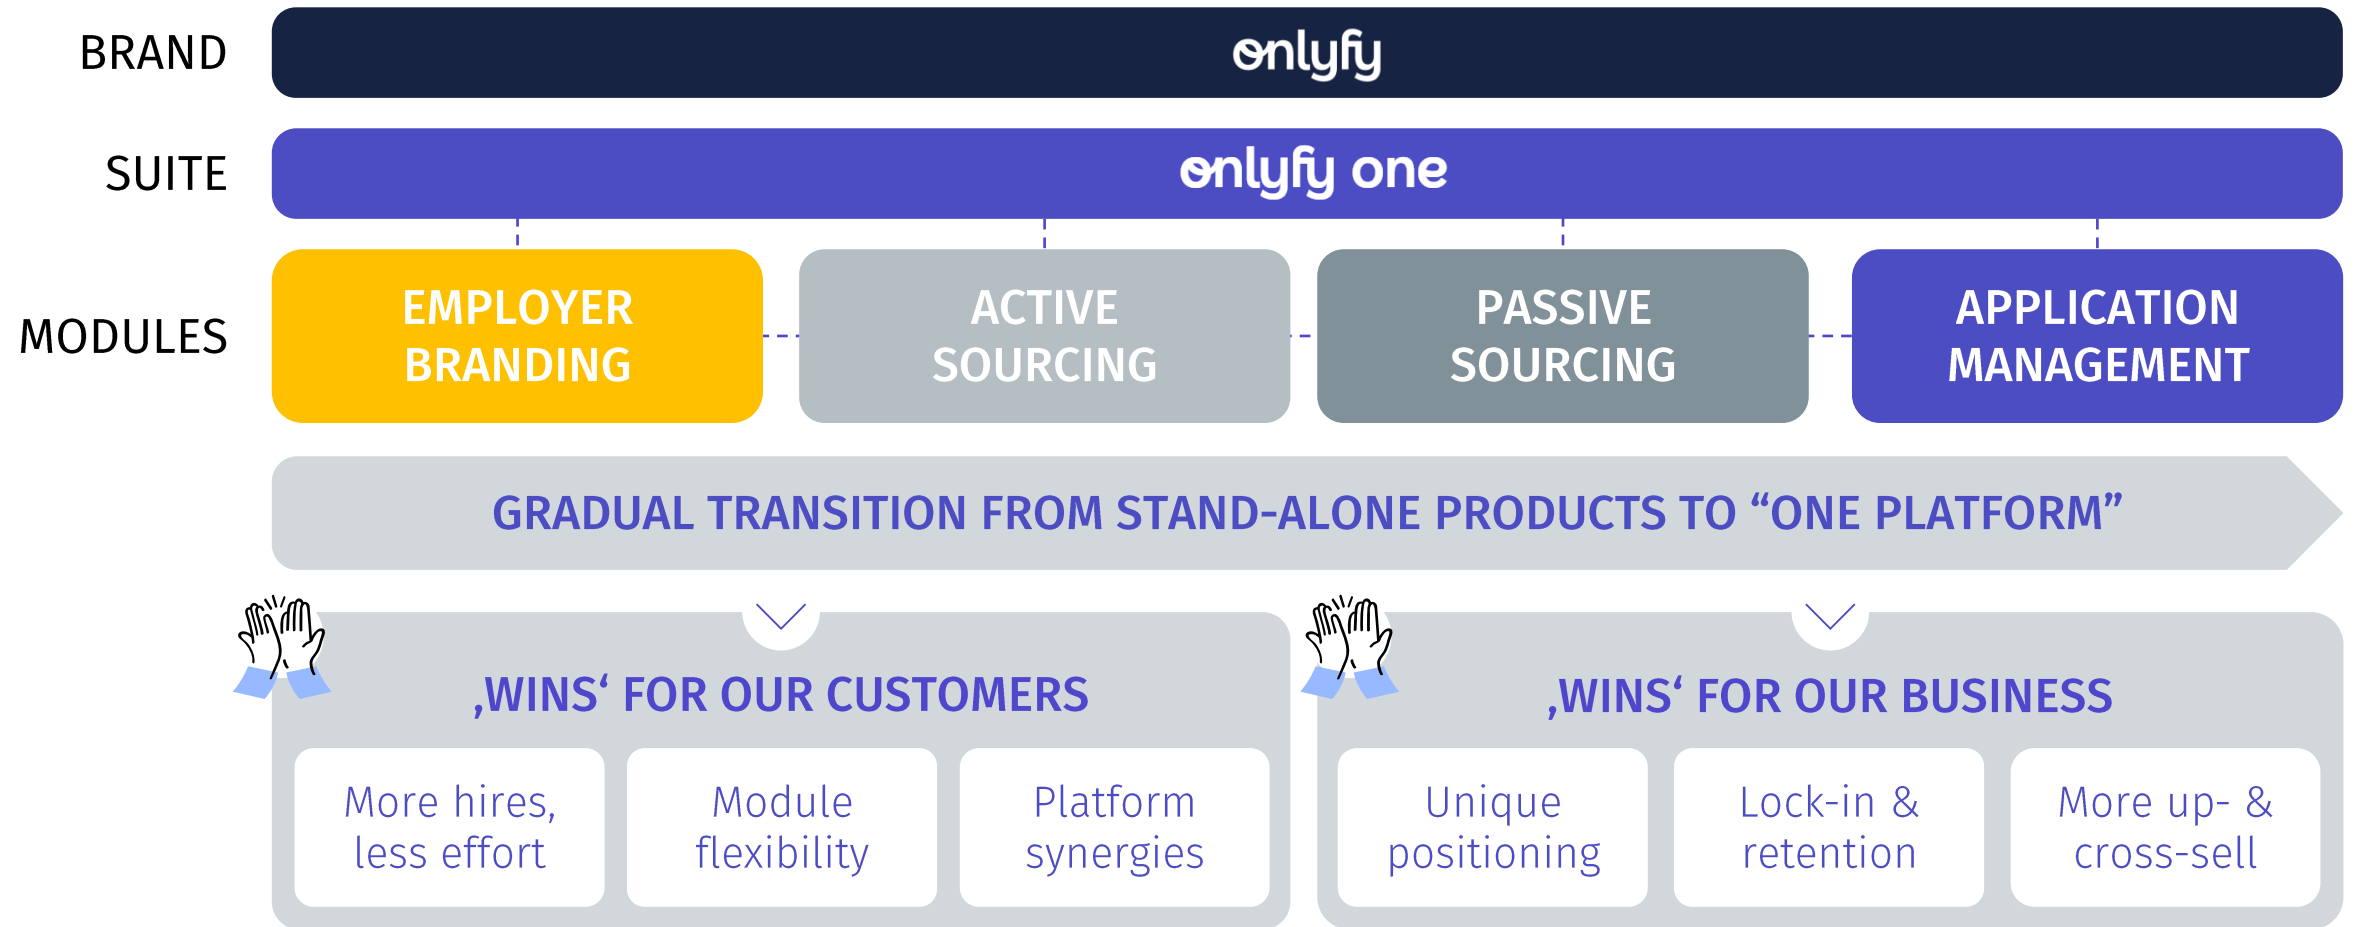 BRAND
onlyfy
SUITE
onlyfy one
MODULES
EMPLOYER
BRANDING
ACTIVE
SOURCING
PASSIVE
SOURCING
APPLICATION
MANAGEMENT
GRADUAL TRANSITION FROM STAND-ALONE PRODUCTS TO “ONE PLATFORM”
‚WINS‘ FOR OUR CUSTOMERS
More hires,
less effort
Module
flexibility
Platform
synergies
‚WINS‘ FOR OUR BUSINESS
Unique
positioning
Lock-in &
retention
More up- &
cross-sell